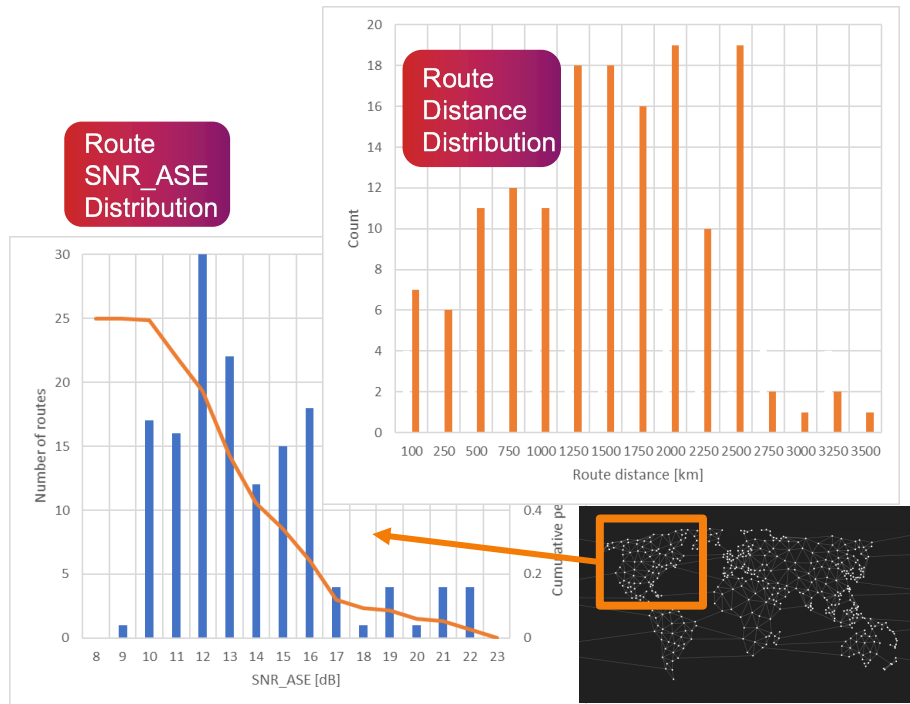 Route
SNR_ASE
Distribution
30
25
20
15
10
5
0
Number of routes
8 9 10 11 12 13 14 15 16 17 18 19 20 21 22 23
SNR_ASE [dB]
0.4
0.2
0
Cumulative pe
Route
Distance
Distribution
20
18
16
14
12
10
8
6
4
2
0
Count
100 250 500 750 1000 1250 1500 1750 2000 2250 2500 2750 3000 3250 3500
Route distance [km]